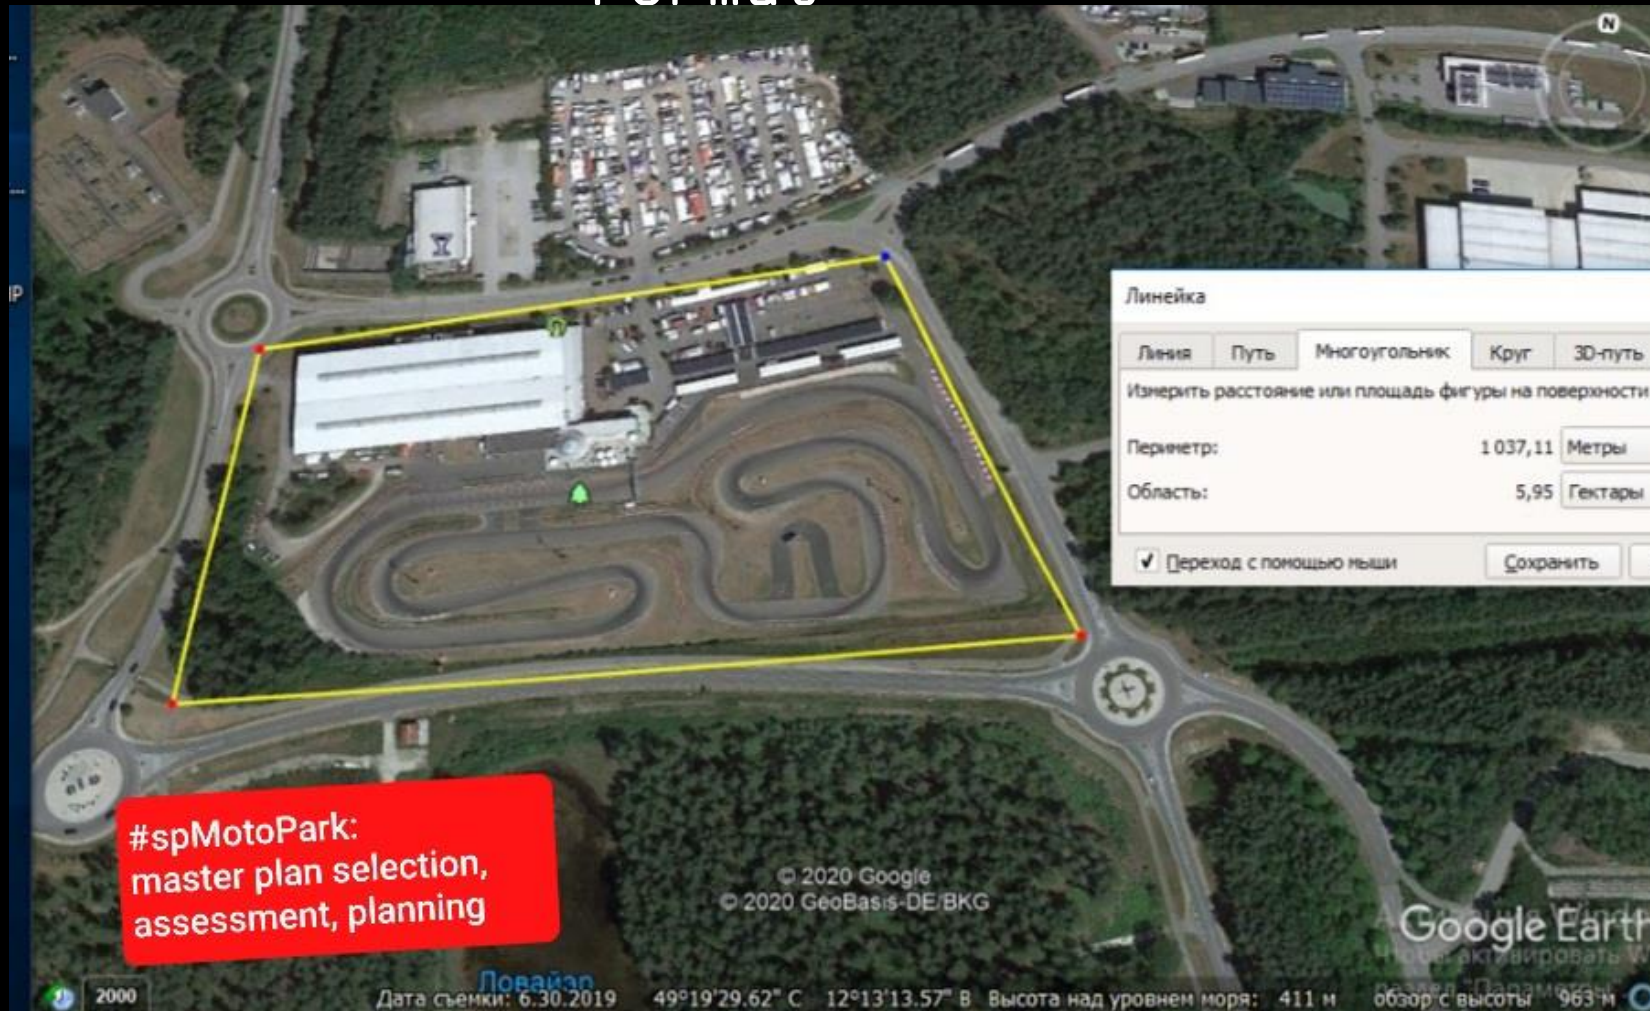 N
Линейка
Линия Путь Многоугольник Круг 3D-путь
Измерить расстояние или площадь фигуры на поверхности
Периметр: 1 037,11 Метры
Область: 5,95 Гектары
Переход с помощью мыши Сохранить
#spMotoPark:
master plan selection,
assessment, planning
© 2020 Google
© 2020 GeoBasis-DE/BKG
Google Earth
Ловайэр
2000 Дата съемки: 6.30.2019 49°19'29.62" С 12°13'13.57" В Высота над уровнем моря: 411 м обзор с высоты 963 м